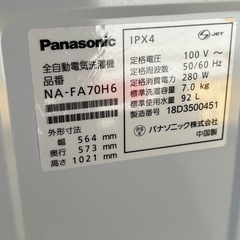 Panasonic
全自動電気洗濯機
品番
NA-FA70H6
外形寸法
幅 564 mm
奥行 573 mm
高さ 1021 mm
IPX4
JET
定格電圧 100 V～
定格周波数 50/60 Hz
定格消費電力 280 W
標準洗濯容量 7.0 kg
標準使用水量 92 L
製造番号 18D3500451
パナソニック株式会社
中国製